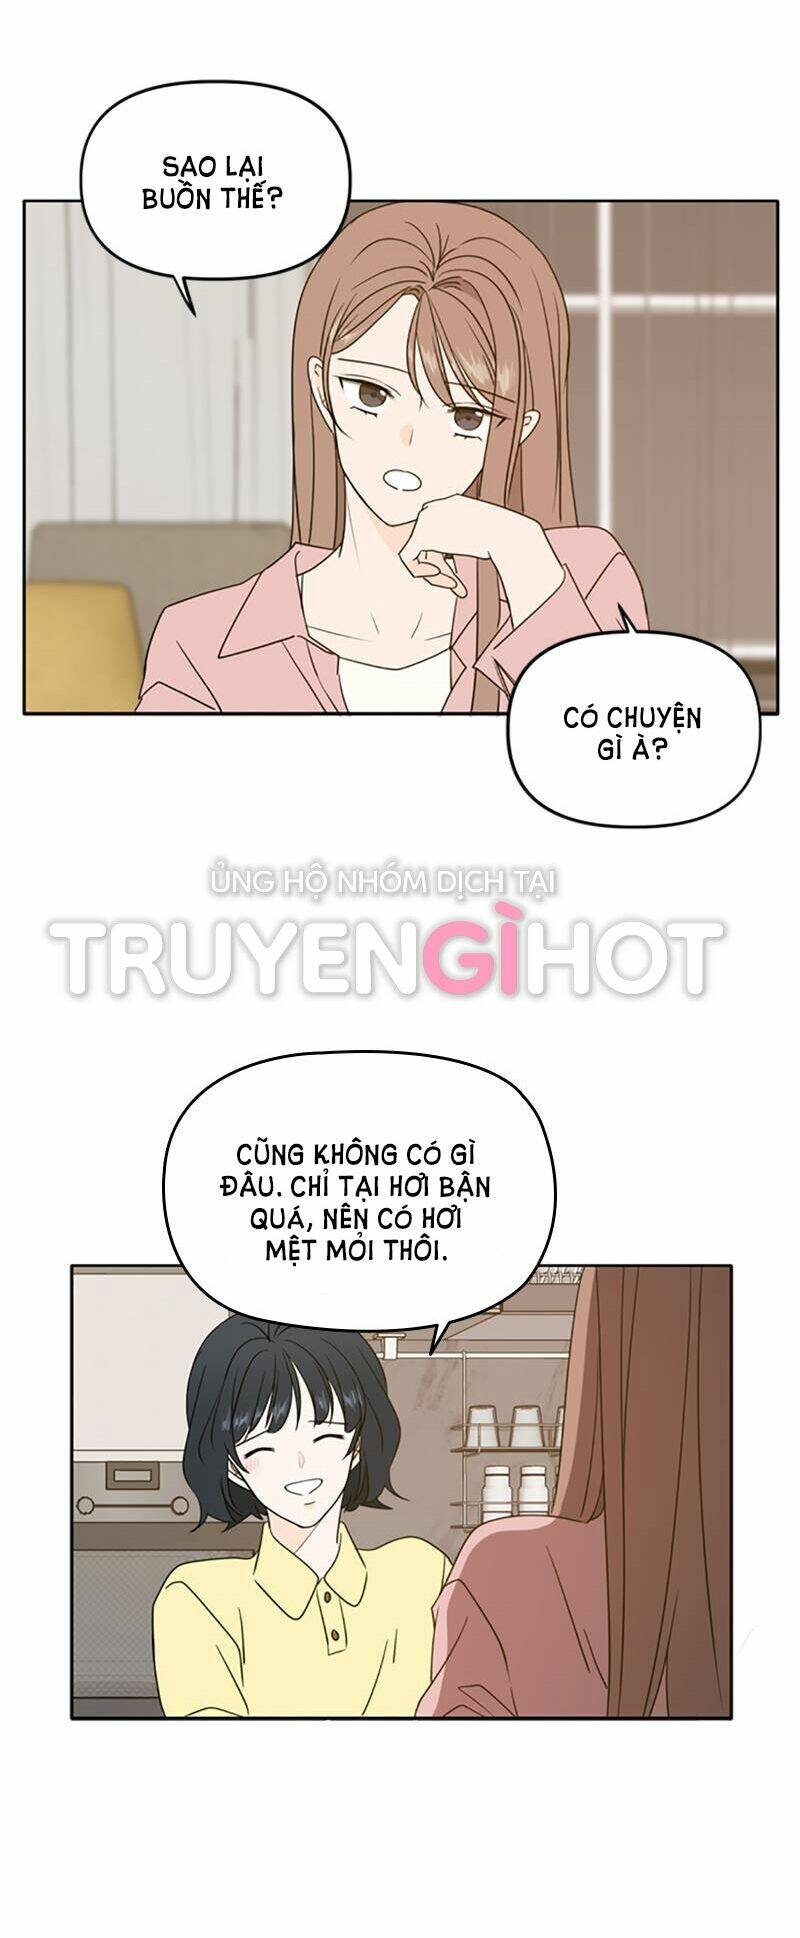 SAO LẠI
BUỒN THẾ?
CÓ CHUYỆN
GÌ À?
ỦNG HỘ NHÓM DỊCH TẠI
TRUYENGÌHOT
CŨNG KHÔNG CÓ GÌ
ĐÂU. CHỈ TẠI HƠI BẬN
QUÁ, NÊN CÓ HƠI
MỆT MỎI THÔI.